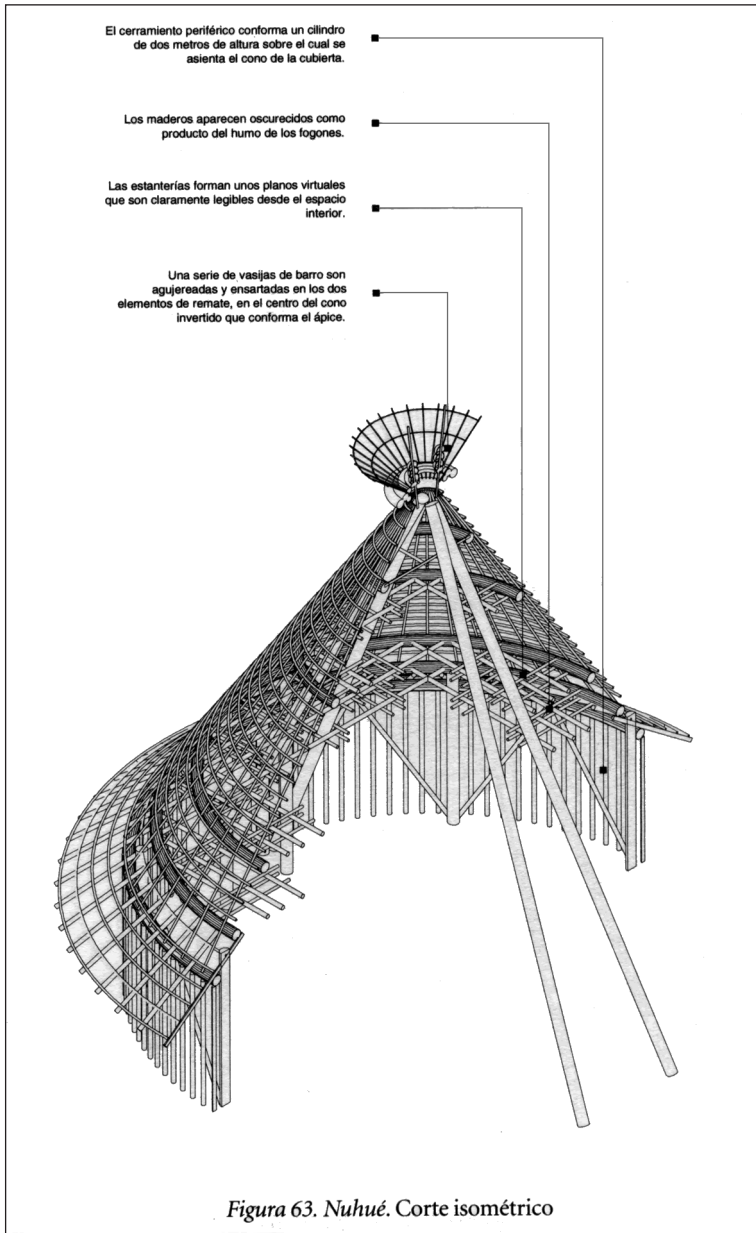 El cerramiento periférico conforma un cilindro
de dos metros de altura sobre el cual se
asienta el cono de la cubierta.
Los maderos aparecen oscurecidos como
producto del humo de los fogones.
Las estanterías forman unos planos virtuales
que son claramente legibles desde el espacio
interior.
Una serie de vasijas de barro son
agujereadas y ensartadas en los dos
elementos de remate, en el centro del cono
invertido que conforma el ápice.
Figura 63. Nuhué. Corte isométrico